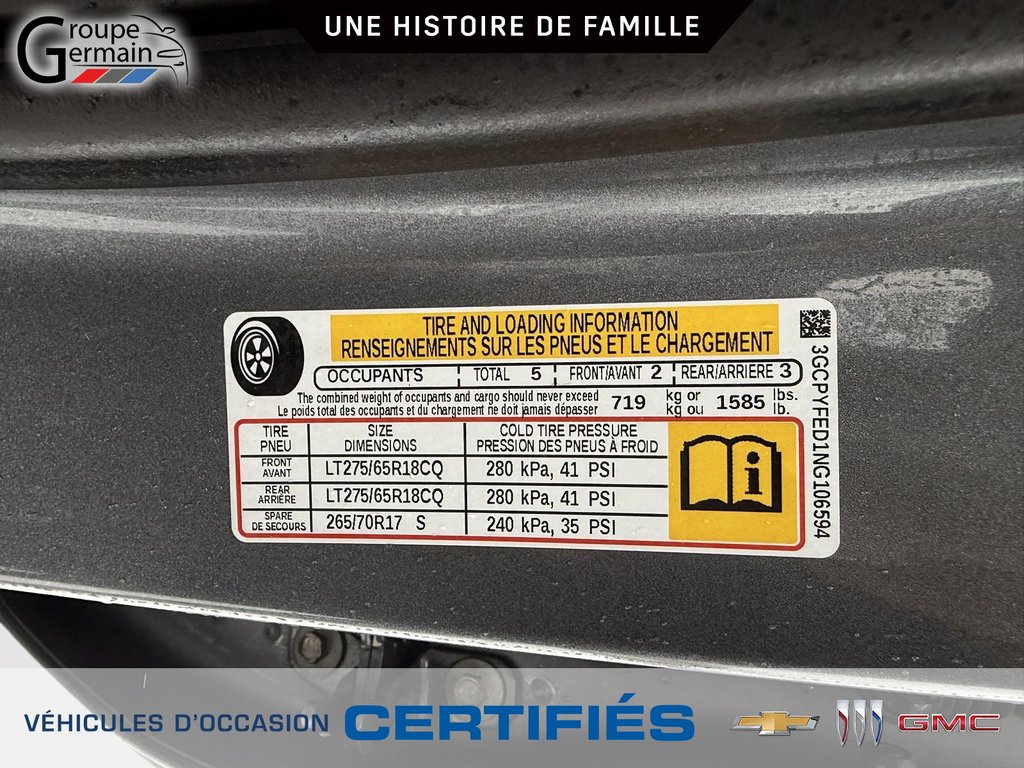 Groupe
Germain
UNE HISTOIRE DE FAMILLE
TIRE AND LOADING INFORMATION
RENSEIGNEMENTS SUR LES PNEUS ET LE CHARGEMENT
OCCUPANTS TOTAL 5 FRONT/AVANT 2 REAR/ARRIERE 3
The combined weight of occupants and cargo should never exceed 719 kg or 1585 lbs.
Le poids total des occupants et du chargement ne doit jamais dépasser kg ou lb.
TIRE SIZE COLD TIRE PRESSURE
PNEU DIMENSIONS PRESSION DES PNEUS À FROID
FRONT
AVANT LT275/65R18CQ 280 kPa, 41 PSI
REAR
ARRIÈRE LT275/65R18CQ 280 kPa, 41 PSI
SPARE
DE SECOURS 265/70R17 S 240 kPa, 35 PSI
i
3GCPYFED1NG106594
VÉHICULES D'OCCASION CERTIFIÉS GMC